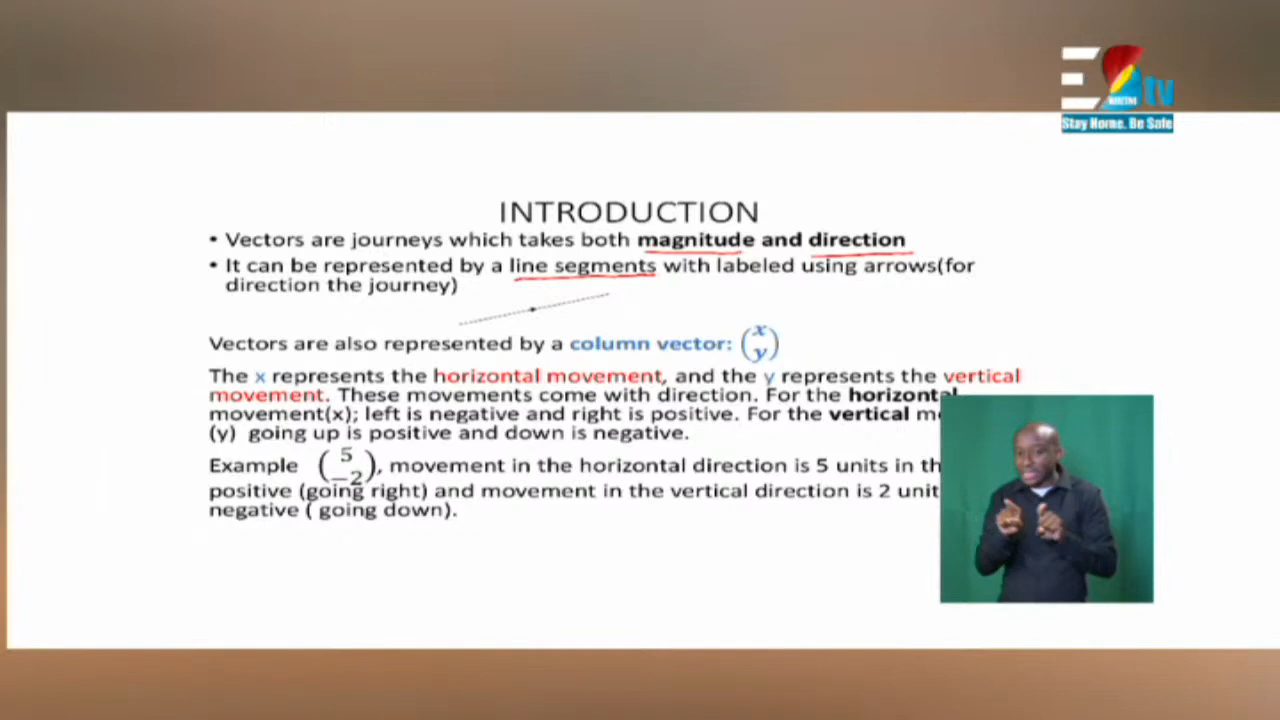 E tv
Stay Home. Be Safe
INTRODUCTION
• Vectors are journeys which takes both magnitude and direction
• It can be represented by a line segments with labeled using arrows(for
direction the journey)
Vectors are also represented by a column vector: (x
y)
The x represents the horizontal movement, and the y represents the vertical
movement. These movements come with direction. For the horizontal
movement(x); left is negative and right is positive. For the vertical
(y) going up is positive and down is negative.
Example (5
−2), movement in the horizontal direction is 5 units in
positive (going right) and movement in the vertical direction is 2
negative ( going down).